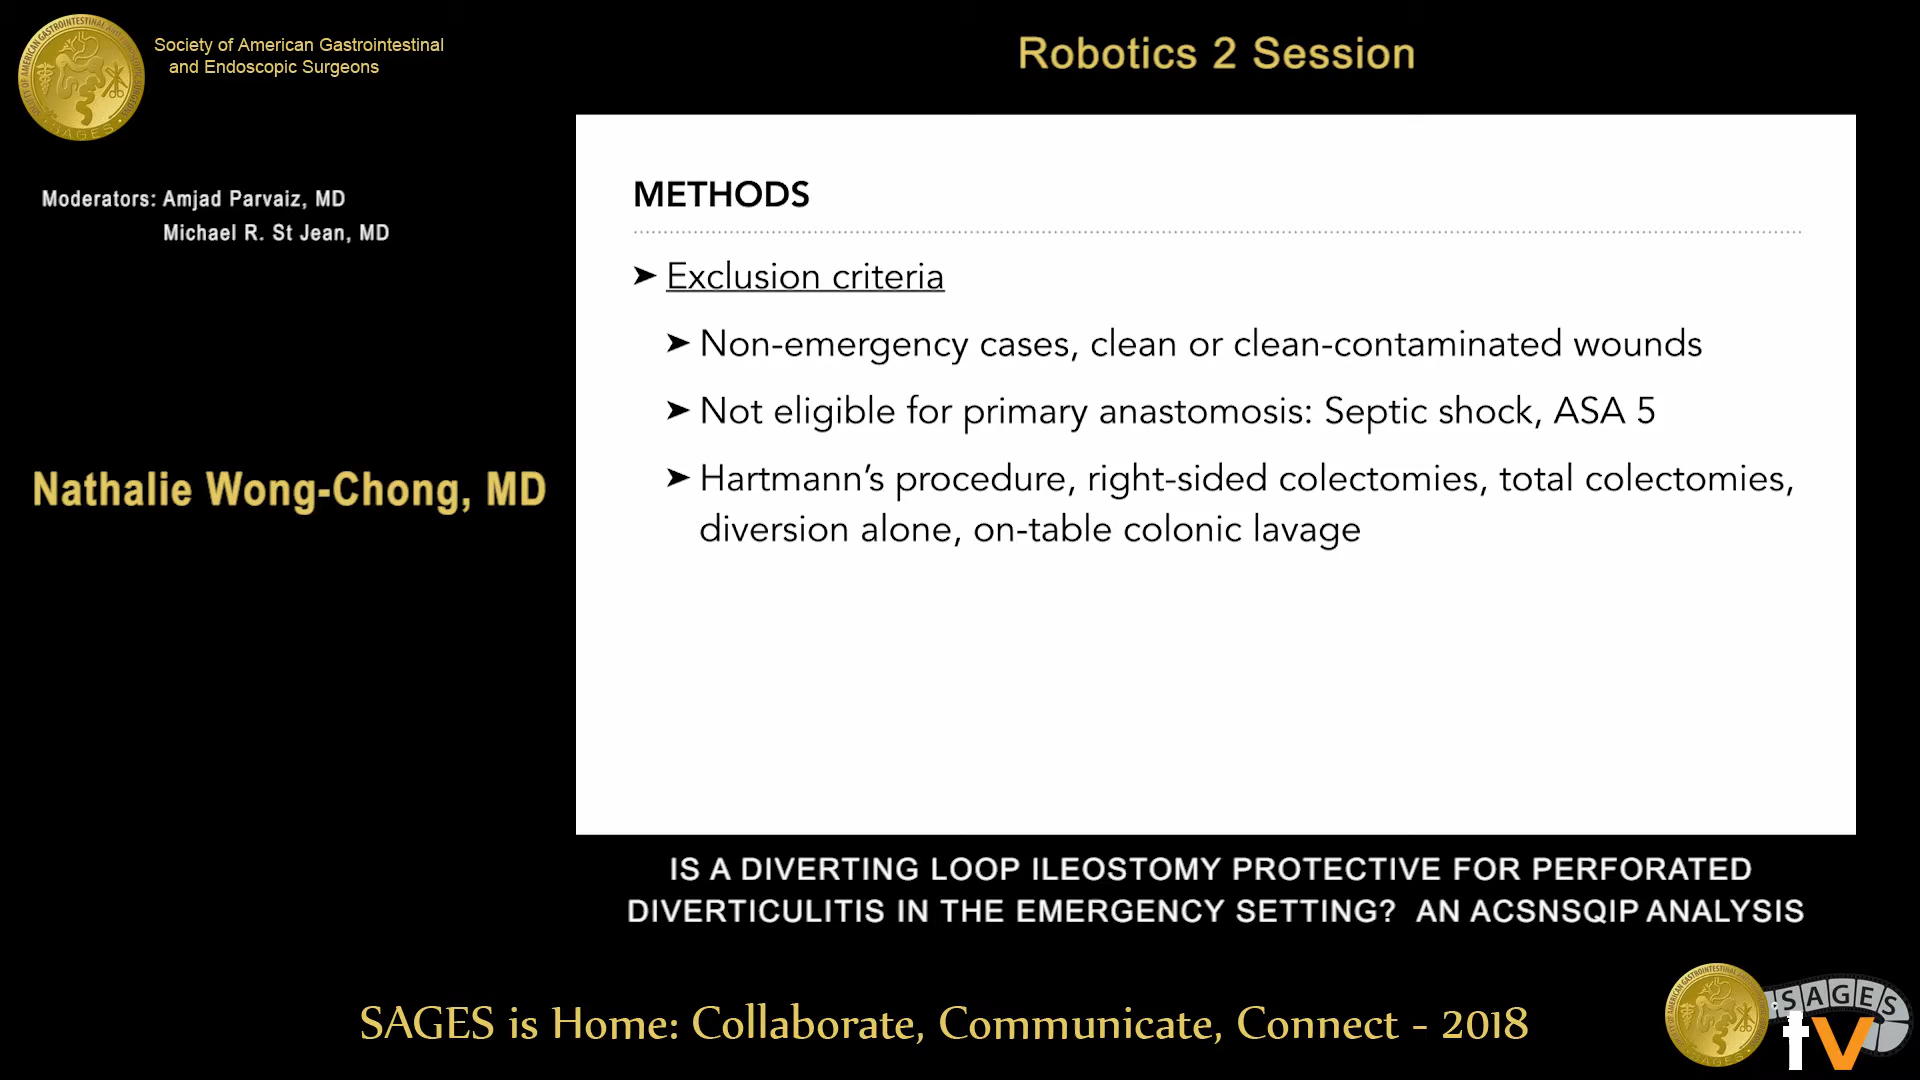 Society of American Gastrointestinal
and Endoscopic Surgeons
Robotics 2 Session
Moderators: Amjad Parvaiz, MD
Michael R. St Jean, MD
Nathalie Wong-Chong, MD
METHODS
➤ Exclusion criteria
➤ Non-emergency cases, clean or clean-contaminated wounds
➤ Not eligible for primary anastomosis: Septic shock, ASA 5
➤ Hartmann’s procedure, right-sided colectomies, total colectomies,
diversion alone, on-table colonic lavage
IS A DIVERTING LOOP ILEOSTOMY PROTECTIVE FOR PERFORATED
DIVERTICULITIS IN THE EMERGENCY SETTING? AN ACSNSQIP ANALYSIS
SAGES is Home: Collaborate, Communicate, Connect - 2018
SAGES
tv